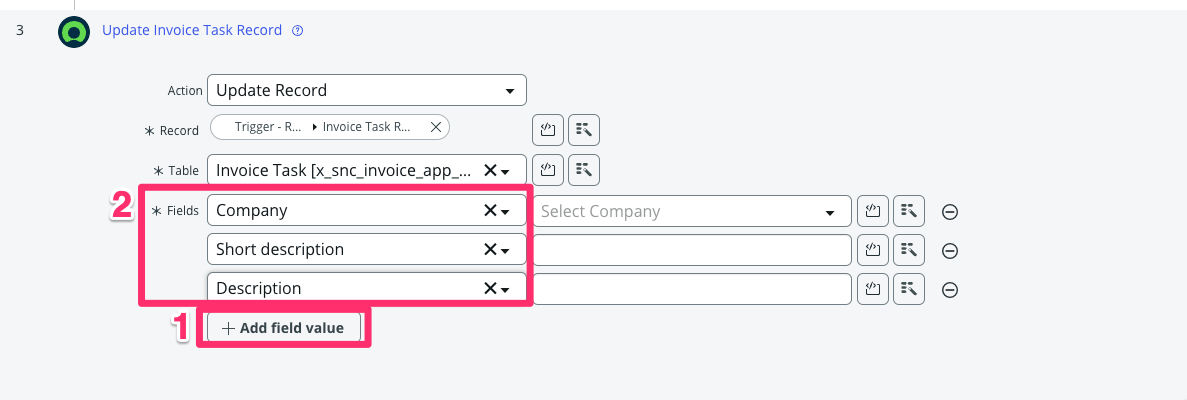 3 Update Invoice Task Record
Action Update Record
* Record Trigger - R... ▸ Invoice Task R...
* Table Invoice Task [x_snc_invoice_app_...
2 * Fields Company Select Company
Short description
Description
1 + Add field value